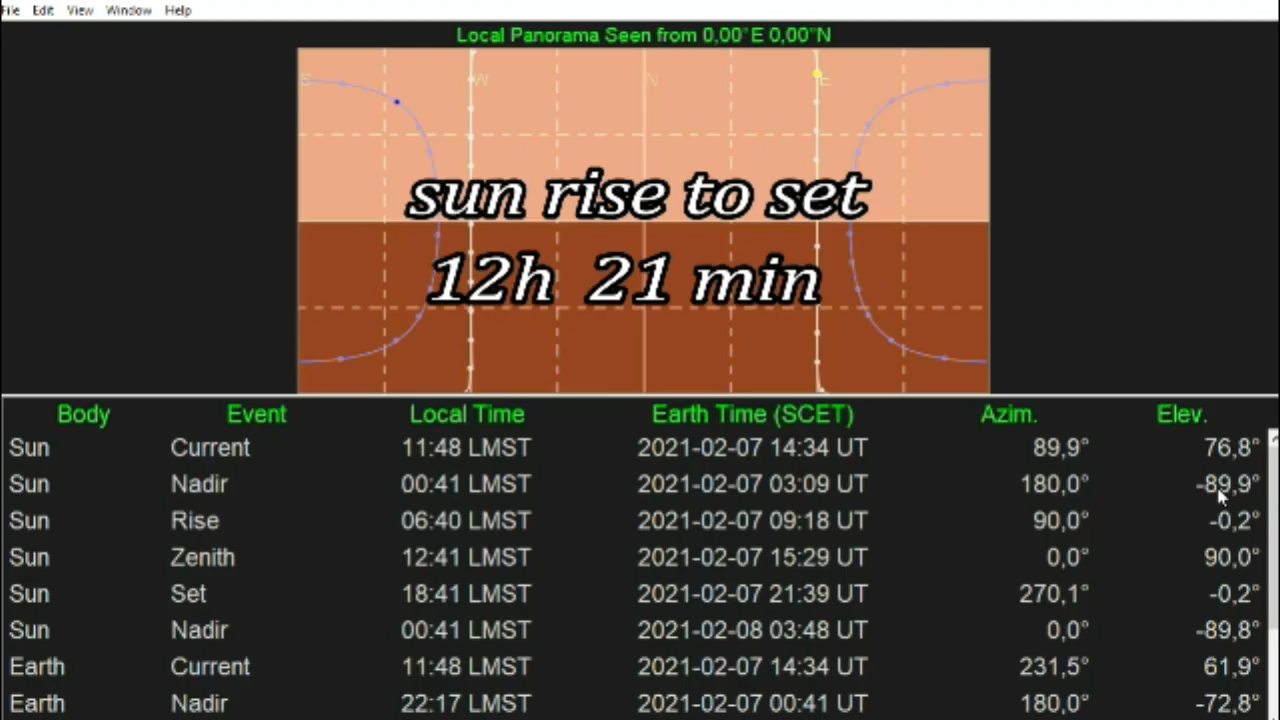 File Edit View Window Help
Local Panorama Seen from 0,00°E 0,00°N
S W N E
sun rise to set
12h 21 min
Body Event Local Time Earth Time (SCET) Azim. Elev.
Sun Current 11:48 LMST 2021-02-07 14:34 UT 89,9° 76,8°
Sun Nadir 00:41 LMST 2021-02-07 03:09 UT 180,0° -89,9°
Sun Rise 06:40 LMST 2021-02-07 09:18 UT 90,0° -0,2°
Sun Zenith 12:41 LMST 2021-02-07 15:29 UT 0,0° 90,0°
Sun Set 18:41 LMST 2021-02-07 21:39 UT 270,1° -0,2°
Sun Nadir 00:41 LMST 2021-02-08 03:48 UT 0,0° -89,8°
Earth Current 11:48 LMST 2021-02-07 14:34 UT 231,5° 61,9°
Earth Nadir 22:17 LMST 2021-02-07 00:41 UT 180,0° -72,8°